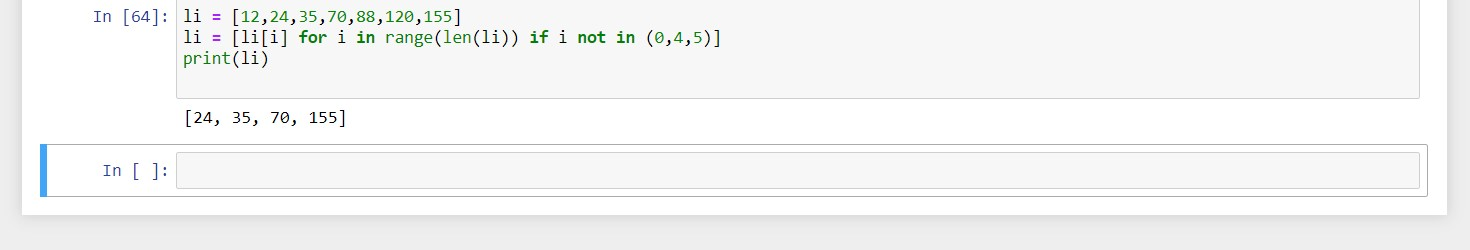 In [64]: li = [12,24,35,70,88,120,155]
li = [li[i] for i in range(len(li)) if i not in (0,4,5)]
print(li)
[24, 35, 70, 155]
In [ ]: